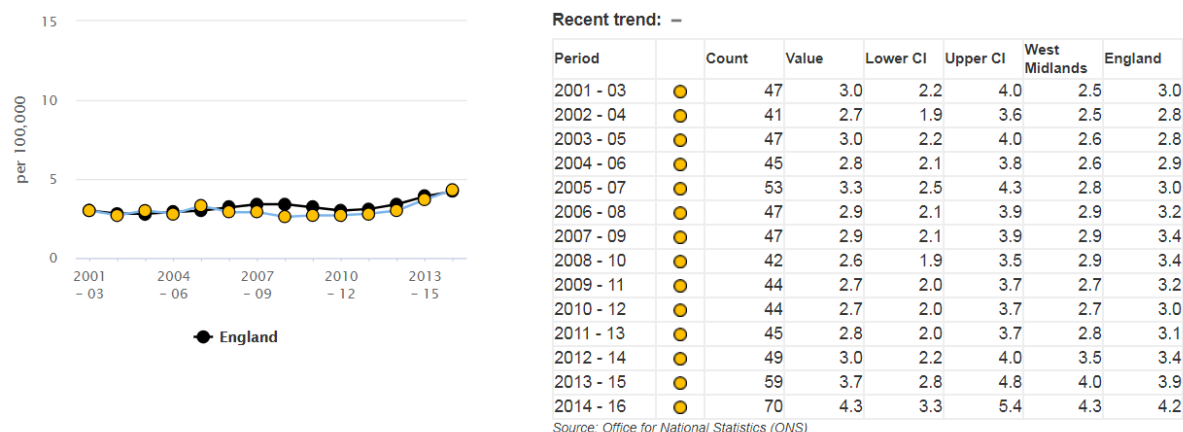 15
10
5
0
per 100,000
2001 – 03
2004 – 06
2007 – 09
2010 – 12
2013 – 15
England
Recent trend: –
Period Count Value Lower CI Upper CI West Midlands England
2001 - 03 47 3.0 2.2 4.0 2.5 3.0
2002 - 04 41 2.7 1.9 3.6 2.5 2.8
2003 - 05 47 3.0 2.2 4.0 2.6 2.8
2004 - 06 45 2.8 2.1 3.8 2.6 2.9
2005 - 07 53 3.3 2.5 4.3 2.8 3.0
2006 - 08 47 2.9 2.1 3.9 2.9 3.2
2007 - 09 47 2.9 2.1 3.9 2.9 3.4
2008 - 10 42 2.6 1.9 3.5 2.9 3.4
2009 - 11 44 2.7 2.0 3.7 2.7 3.2
2010 - 12 44 2.7 2.0 3.7 2.7 3.0
2011 - 13 45 2.8 2.0 3.7 2.8 3.1
2012 - 14 49 3.0 2.2 4.0 3.5 3.4
2013 - 15 59 3.7 2.8 4.8 4.0 3.9
2014 - 16 70 4.3 3.3 5.4 4.3 4.2
Source: Office for National Statistics (ONS)